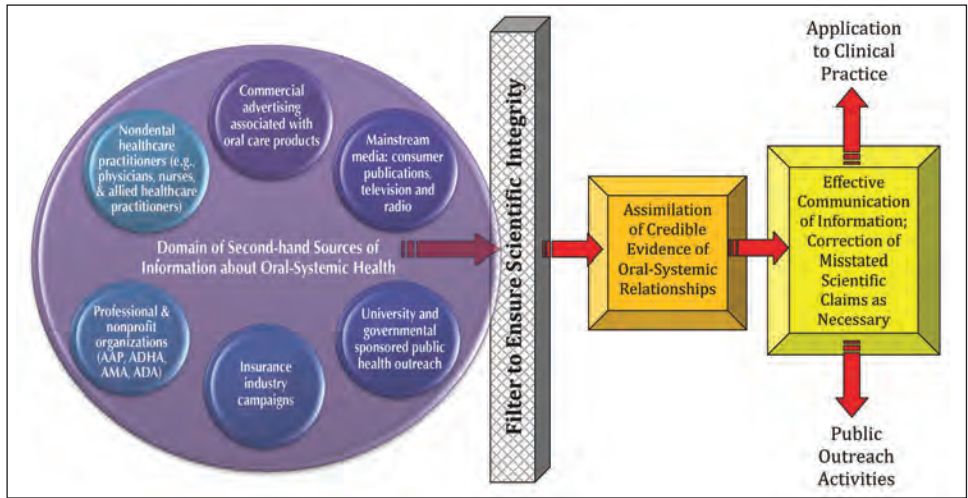 Nondental
healthcare
practitioners (e.g.,
physicians, nurses,
& allied healthcare
practitioners)
Commercial
advertising
associated with
oral care products
Mainstream
media: consumer
publications,
television and
radio
Domain of Second-hand Sources of
Information about Oral-Systemic Health
Professional &
nonprofit
organizations
(AAP, ADHA,
AMA, ADA)
Insurance
industry
campaigns
University and
governmental
sponsored public
health outreach
Filter to Ensure Scientific Integrity
Assimilation
of Credible
Evidence of
Oral-Systemic
Relationships
Application
to Clinical
Practice
Effective
Communication
of Information;
Correction of
Misstated
Scientific
Claims as
Necessary
Public
Outreach
Activities